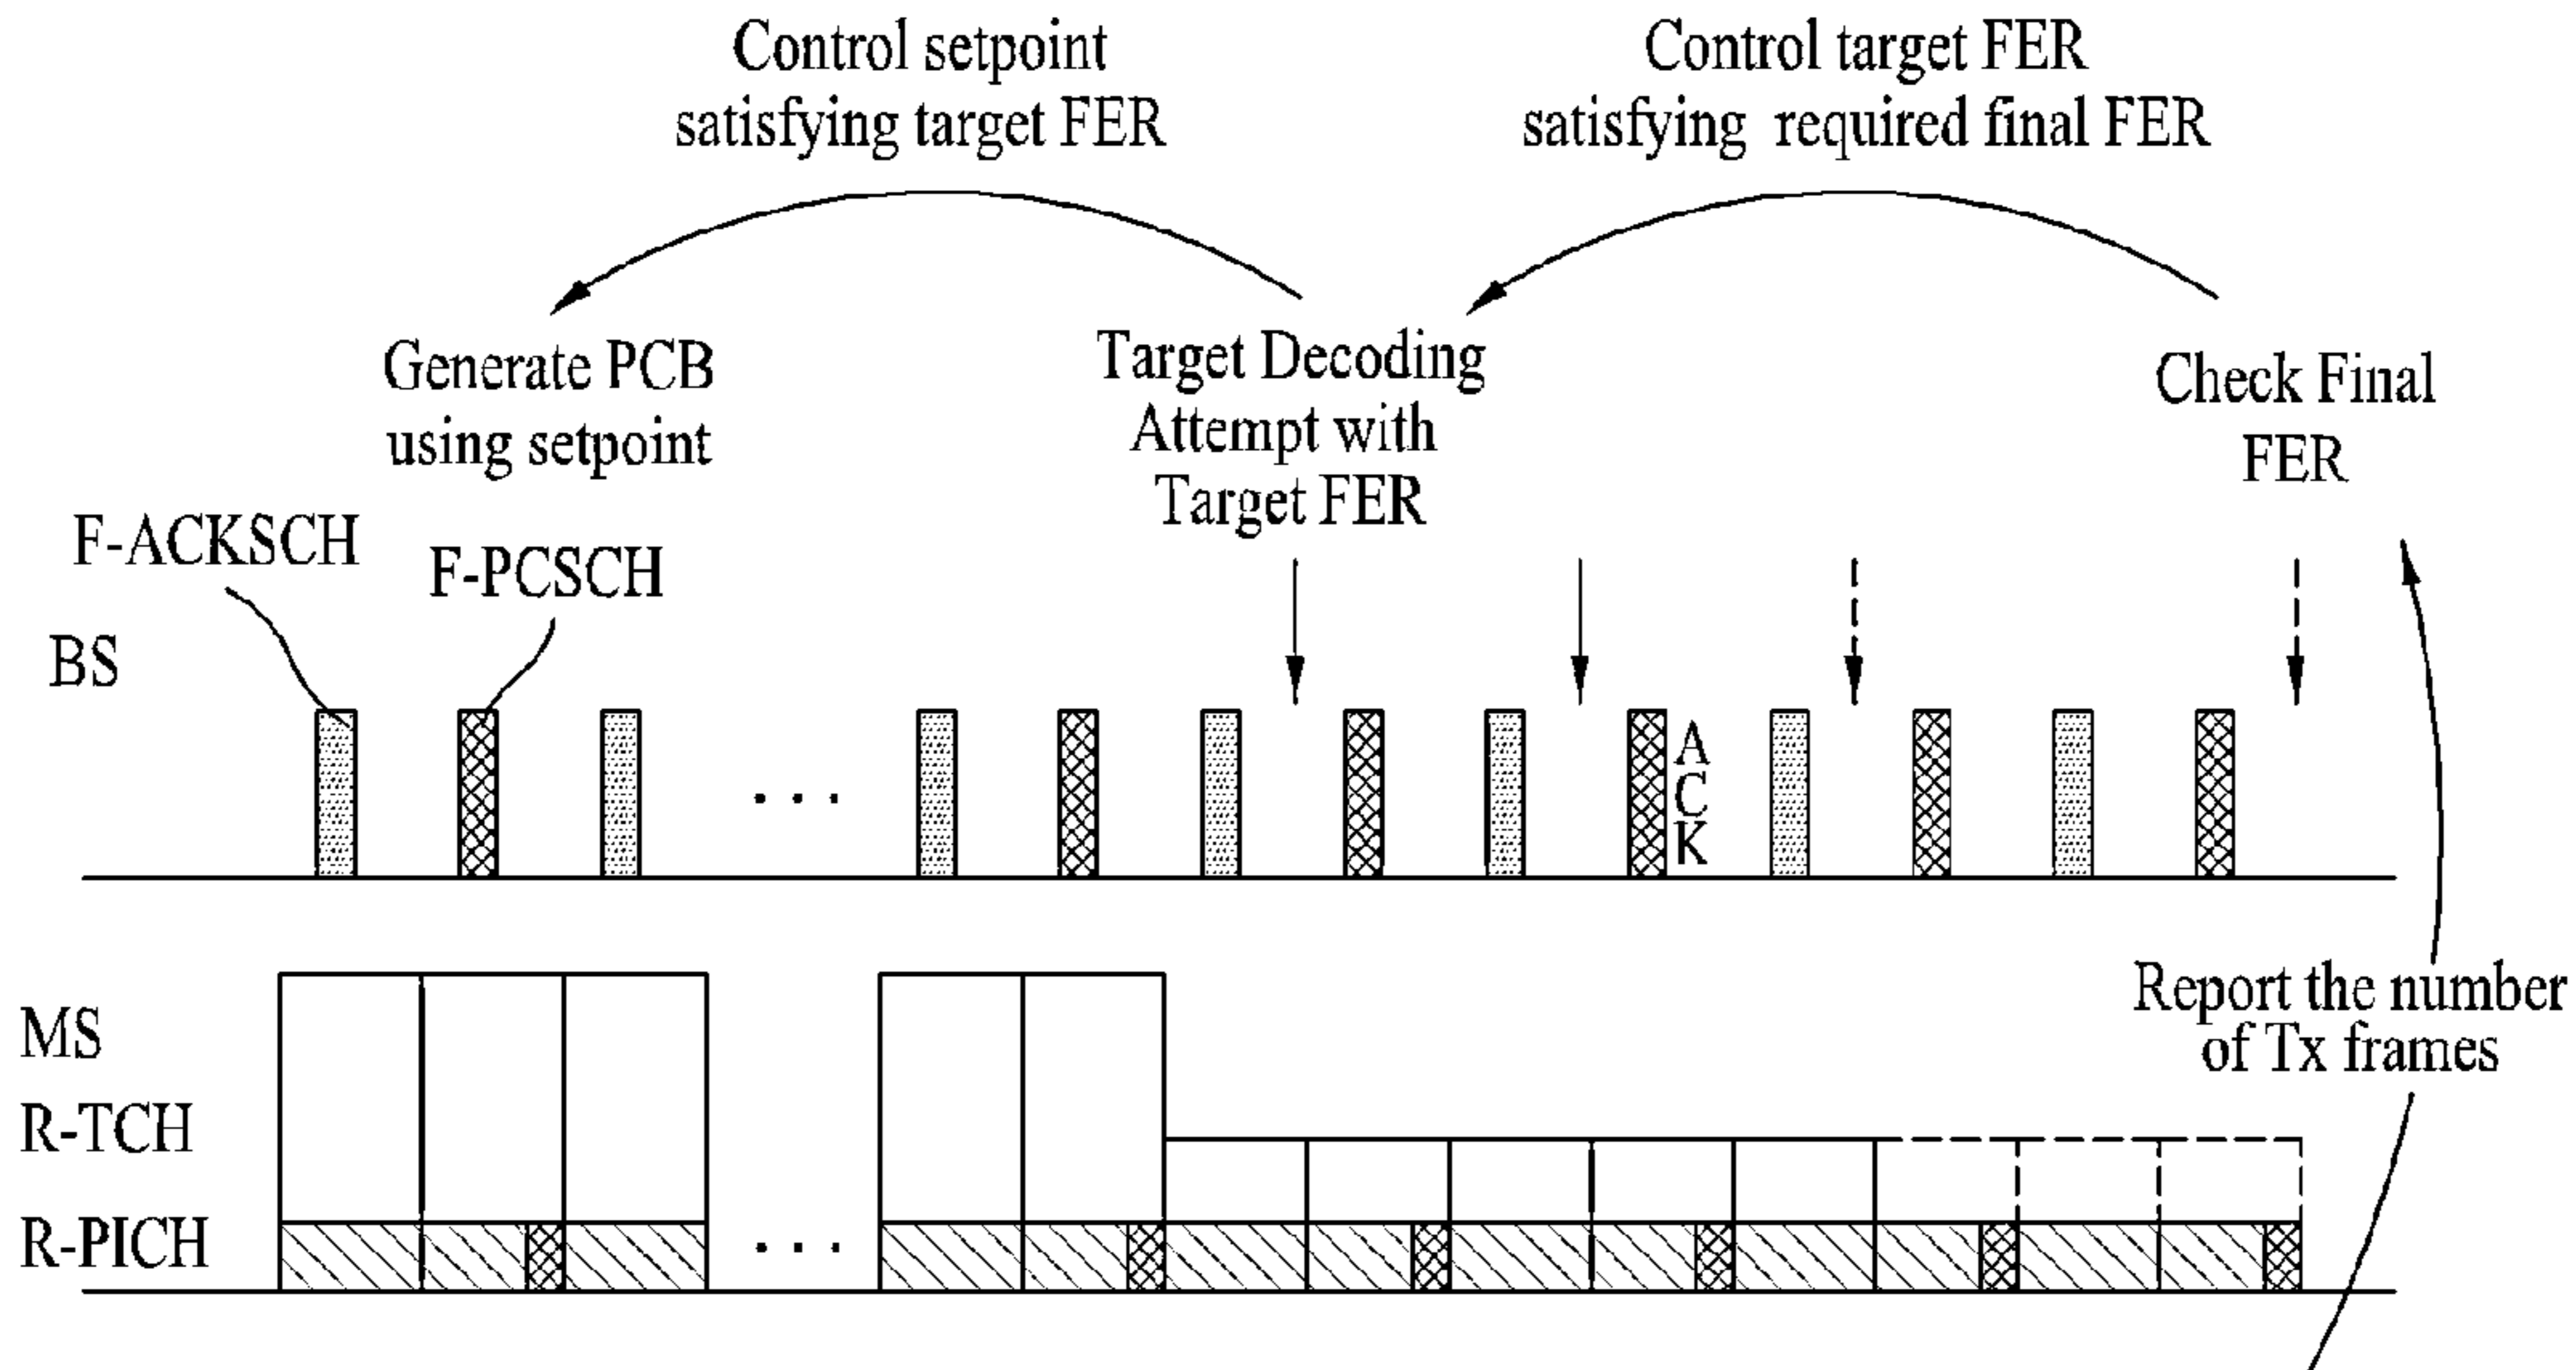 Control setpoint
satisfying target FER
Control target FER
satisfying required final FER
Generate PCB
using setpoint
Target Decoding
Attempt with
Target FER
Check Final
FER
F-ACKSCH
F-PCSCH
BS
. . .
A
C
K
MS
R-TCH
R-PICH
. . .
Report the number
of Tx frames